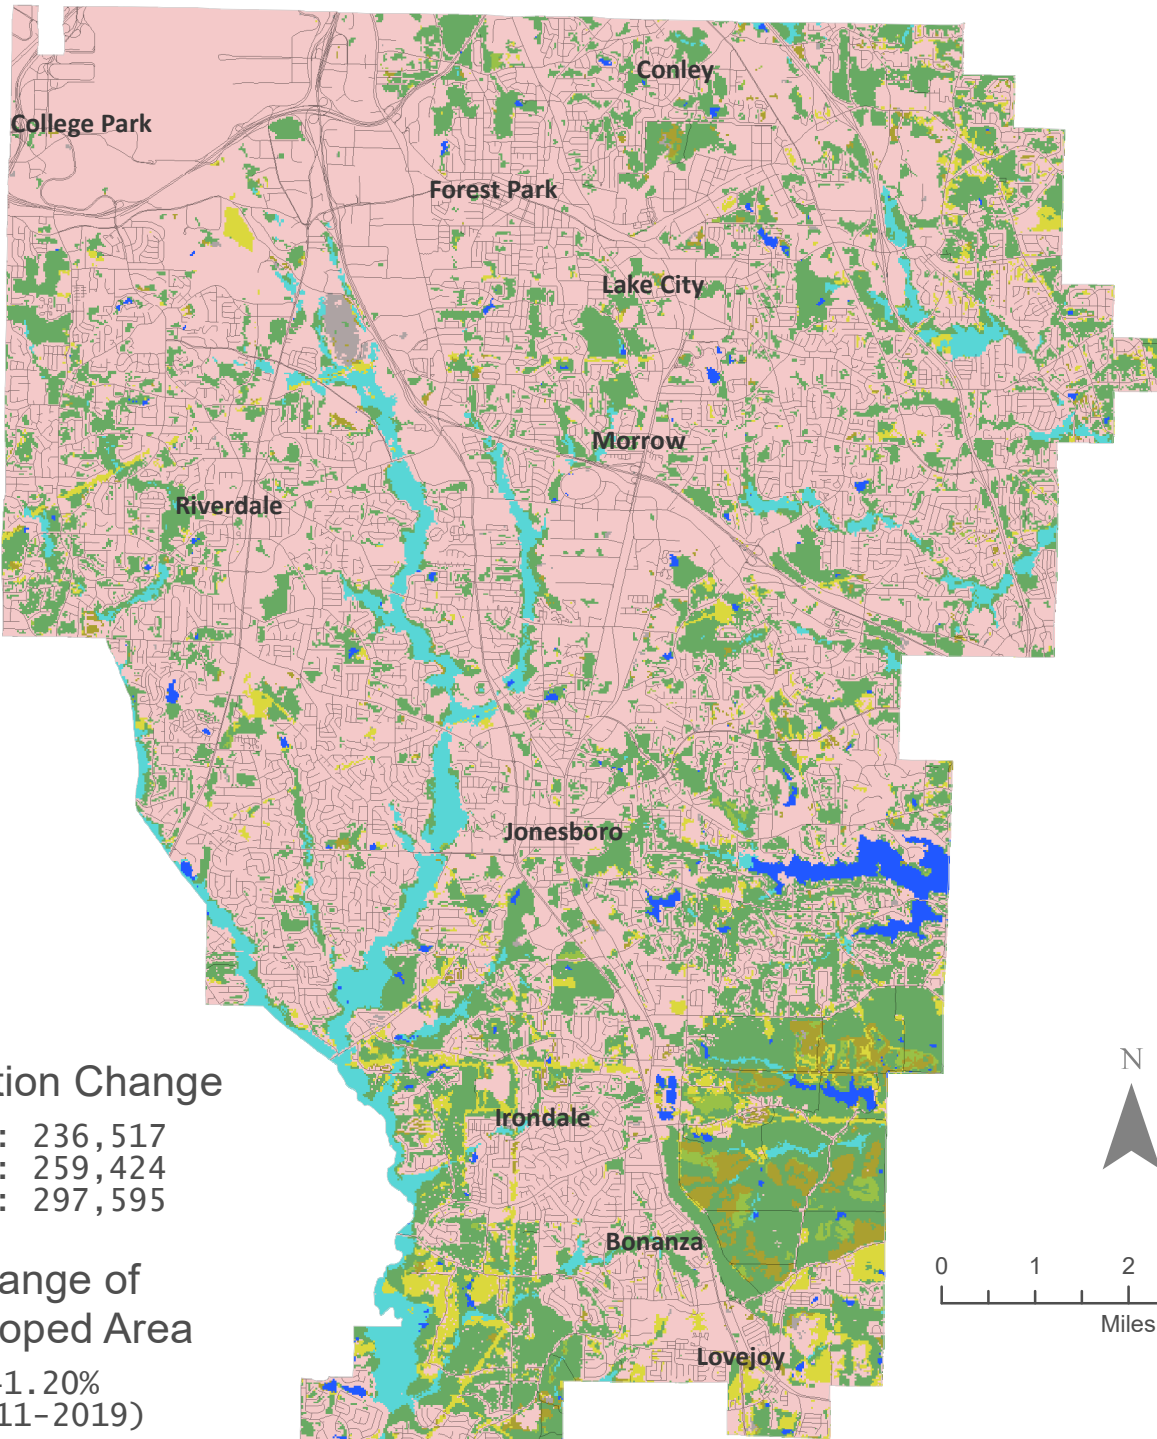 Conley
College Park
Forest Park
Lake City
Morrow
Riverdale
Jonesboro
N
tion Change
: 236,517
Irondale
: 259,424
: 297,595
Bonanza
ange of
0 1 2
oped Area
Miles
Lovejoy
1.20%
11-2019)